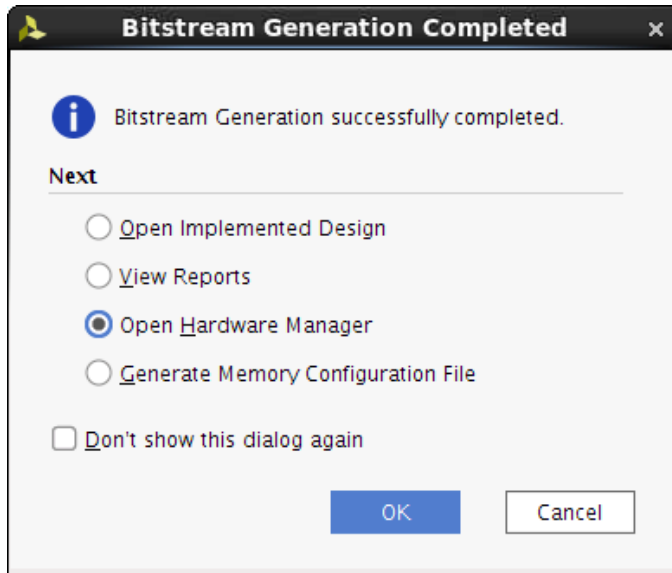 Bitstream Generation Completed
Bitstream Generation successfully completed.
Next
Open Implemented Design
View Reports
Open Hardware Manager
Generate Memory Configuration File
Don't show this dialog again
OK Cancel